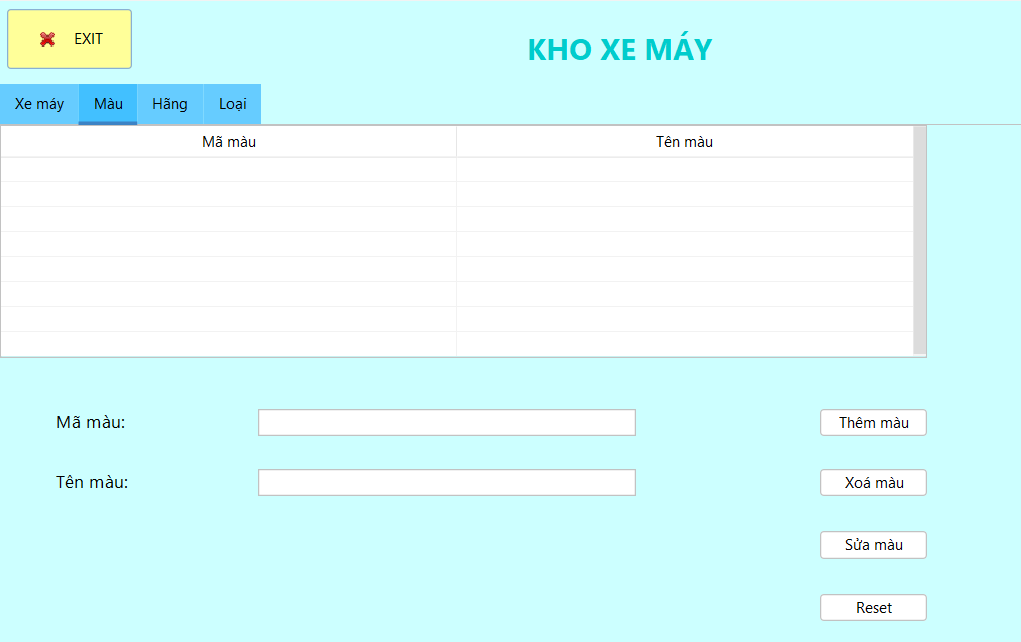 EXIT
KHO XE MÁY
Xe máy Màu Hãng Loại
Mã màu Tên màu
Mã màu: Thêm màu
Tên màu: Xoá màu
Sửa màu
Reset